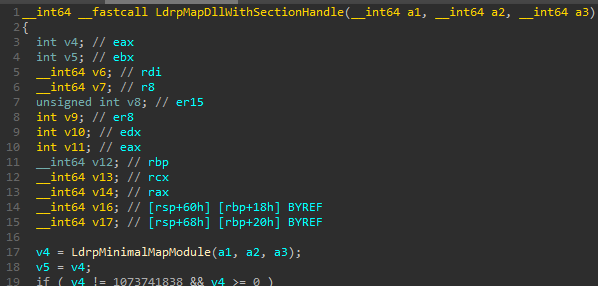 1 __int64 __fastcall LdrpMapDllWithSectionHandle(__int64 a1, __int64 a2, __int64 a3)
2 {
3 int v4; // eax
4 int v5; // ebx
5 __int64 v6; // rdi
6 __int64 v7; // r8
7 unsigned int v8; // er15
8 int v9; // er8
9 int v10; // edx
10 int v11; // eax
11 __int64 v12; // rbp
12 __int64 v13; // rcx
13 __int64 v14; // rax
14 __int64 v16; // [rsp+60h] [rbp+18h] BYREF
15 __int64 v17; // [rsp+68h] [rbp+20h] BYREF
16
17 v4 = LdrpMinimalMapModule(a1, a2, a3);
18 v5 = v4;
19 if ( v4 != 1073741838 && v4 >= 0 )